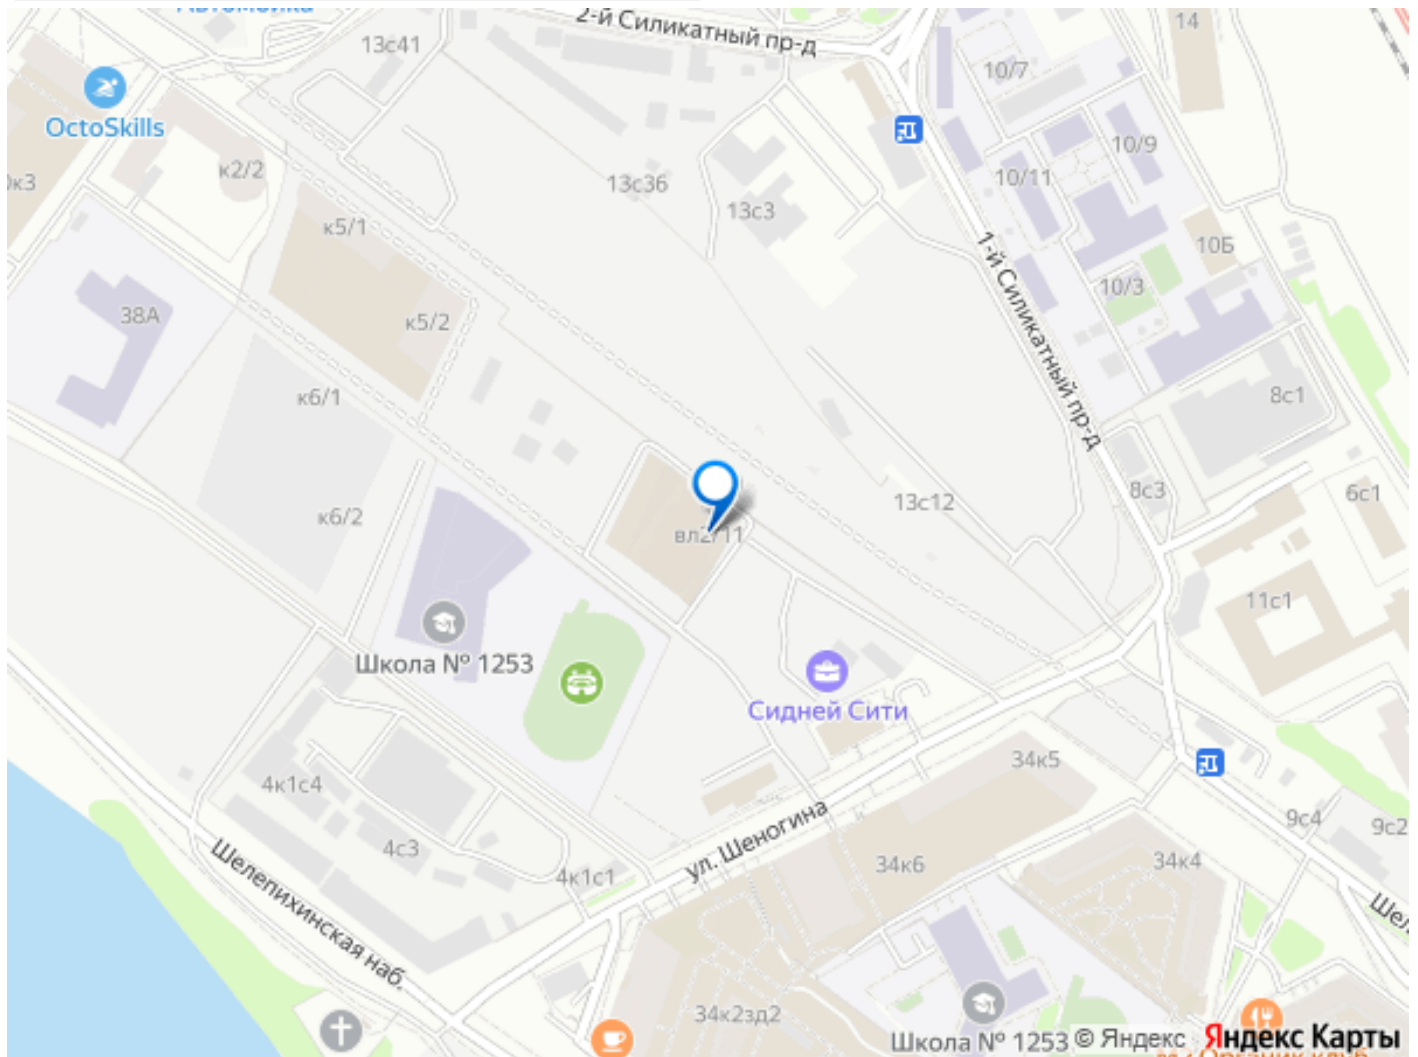 2-й Силикатный пр-д
14
13с41
10/7
OctoSkills
10/9
к2/2
10/11
13с36
13с3
к5/1
10Б
1-й Силикатный пр-д
10/3
38А
к5/2
к6/1
8с1
8с3
6с1
13с12
к6/2
вл2/11
11с1
Школа № 1253
Сидней Сити
34к5
4к1с4
ул. Шеногина
9с4
9с2
4с3
34к6
34к4
4к1с1
Шелепихинская наб.
34к2зд2
Школа № 1253
© Яндекс
Яндекс Карты